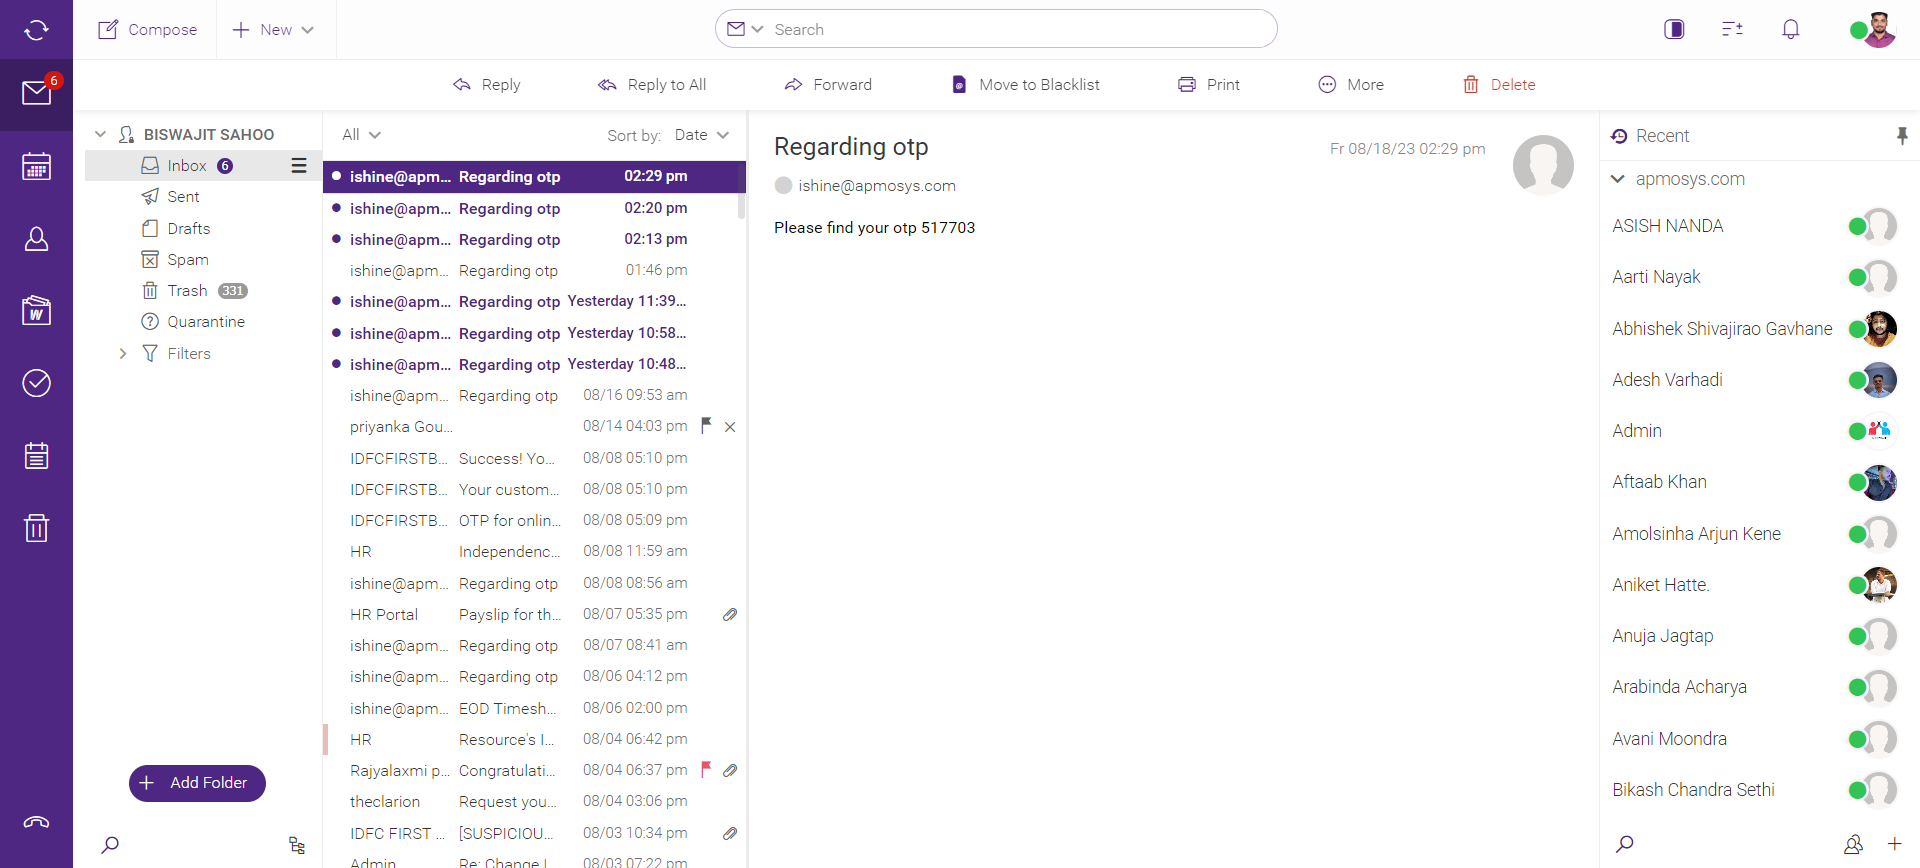 Compose
New
Search
6
Reply
Reply to All
Forward
Move to Blacklist
Print
More
Delete
BISWAJIT SAHOO
Inbox 6
Sent
Drafts
Spam
Trash 331
Quarantine
Filters
Add Folder
All
Sort by: Date
ishine@apm... Regarding otp 02:29 pm
ishine@apm... Regarding otp 02:20 pm
ishine@apm... Regarding otp 02:13 pm
ishine@apm... Regarding otp 01:46 pm
ishine@apm... Regarding otp Yesterday 11:39...
ishine@apm... Regarding otp Yesterday 10:58...
ishine@apm... Regarding otp Yesterday 10:48...
ishine@apm... Regarding otp 08/16 09:53 am
priyanka Gou... 08/14 04:03 pm
IDFCFIRSTB... Success! Yo... 08/08 05:10 pm
IDFCFIRSTB... Your custom... 08/08 05:10 pm
IDFCFIRSTB... OTP for onlin... 08/08 05:09 pm
HR Independenc... 08/08 11:59 am
ishine@apm... Regarding otp 08/08 08:56 am
HR Portal Payslip for th... 08/07 05:35 pm
ishine@apm... Regarding otp 08/07 08:41 am
ishine@apm... Regarding otp 08/06 04:12 pm
ishine@apm... EOD Timesh... 08/06 02:00 pm
HR Resource's I... 08/04 06:42 pm
Rajyalaxmi p... Congratulati... 08/04 06:37 pm
theclarion Request you... 08/04 03:06 pm
IDFC FIRST ... [SUSPICIOU... 08/03 10:34 pm
Admin Re: Change I... 08/03 07:22 pm
Regarding otp
Fr 08/18/23 02:29 pm
ishine@apmosys.com
Please find your otp 517703
Recent
apmosys.com
ASISH NANDA
Aarti Nayak
Abhishek Shivajirao Gavhane
Adesh Varhadi
Admin
Aftaab Khan
Amolsinha Arjun Kene
Aniket Hatte.
Anuja Jagtap
Arabinda Acharya
Avani Moondra
Bikash Chandra Sethi